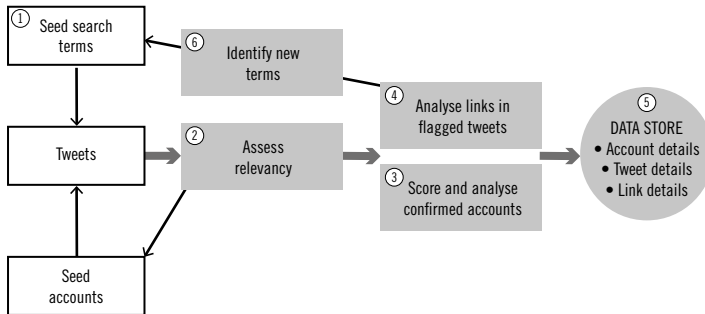 1
Seed search
terms
6
Identify new
terms
4
Analyse links in
flagged tweets
5
DATA STORE
• Account details
• Tweet details
• Link details
Tweets
2
Assess
relevancy
3
Score and analyse
confirmed accounts
Seed
accounts